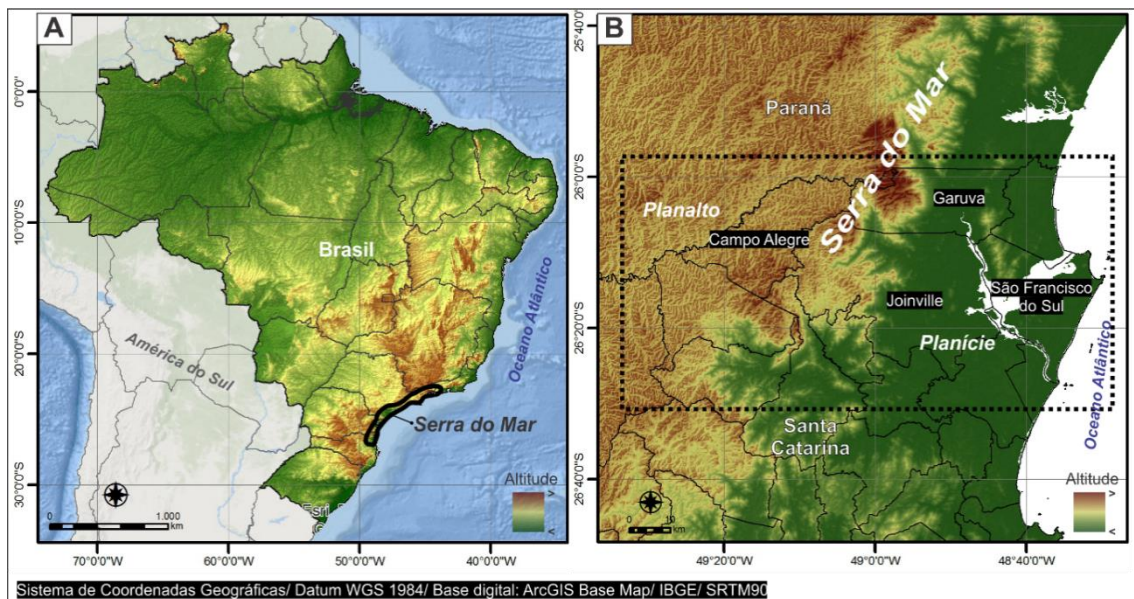 A
0°0'0"
10°0'0"S
20°0'0"S
30°0'0"S
Brasil
Oceano Atlântico
América do Sul
Serra do Mar
Altitude
>
<
Esri
0
1.000
km
70°0'0"W
60°0'0"W
50°0'0"W
40°0'0"W
B
26°0'0"S
26°20'0"S
26°40'0"S
Paraná
Serra do Mar
Planalto
Garuva
Campo Alegre
São Francisco
do Sul
Joinville
Planície
Oceano Atlântico
Santa
Catarina
Altitude
>
<
0
10
km
49°20'0"W
49°0'0"W
48°40'0"W
Sistema de Coordenadas Geográficas/ Datum WGS 1984/ Base digital: ArcGIS Base Map/ IBGE/ SRTM90